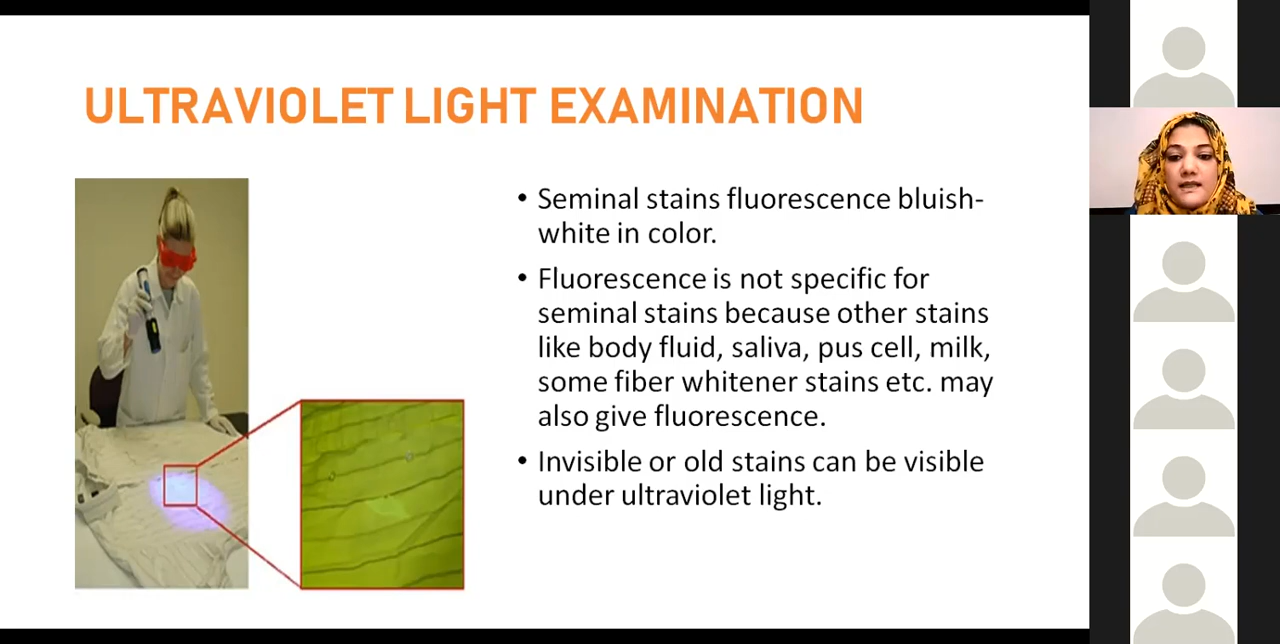 ULTRAVIOLET LIGHT EXAMINATION
• Seminal stains fluorescence bluish-
white in color.
• Fluorescence is not specific for
seminal stains because other stains
like body fluid, saliva, pus cell, milk,
some fiber whitener stains etc. may
also give fluorescence.
• Invisible or old stains can be visible
under ultraviolet light.